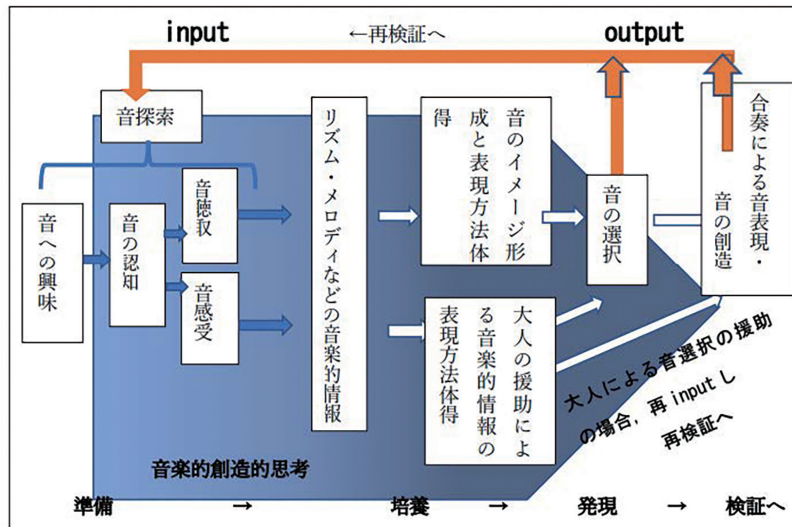 input
←再検証へ
output
音探索
音への興味
音の認知
音聴取
音感受
リズム・メロディなどの音楽的情報
音のイメージ形
成と表現方法体
得
大人の援助によ
る音楽的情報の
表現方法体得
音の選択
合奏による音表現・
音の創造
大人による音選択の援助
の場合，再 input し
再検証へ
音楽的創造的思考
準備 → 培養 → 発現 → 検証へ